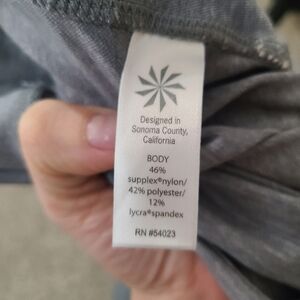 Designed in
Sonoma County,
California
BODY
46%
supplex®nylon/
42% polyester/
12%
lycra®spandex
RN #54023